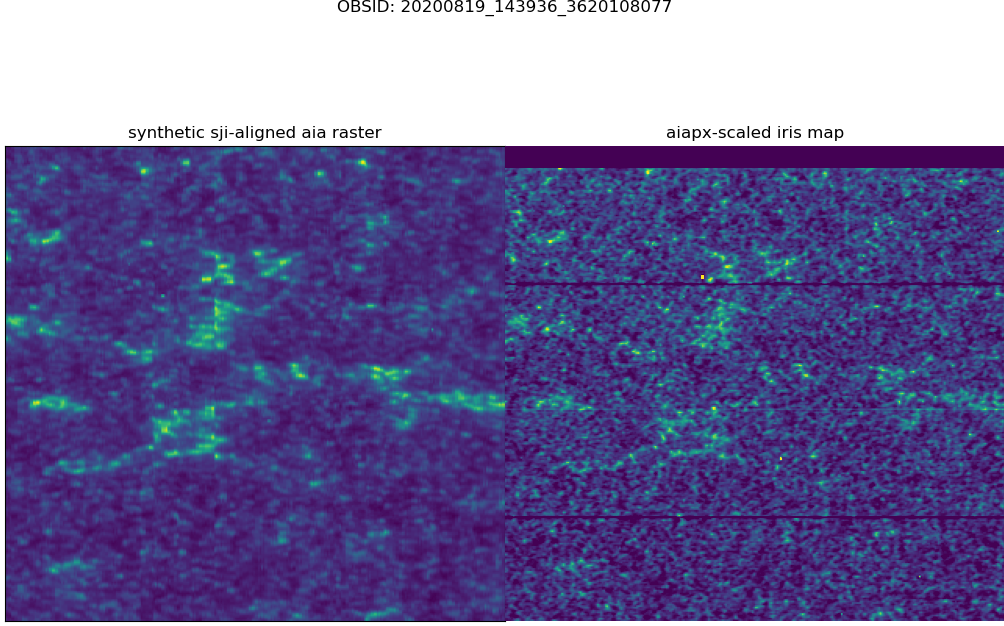 OBSID: 20200819_143936_3620108077
synthetic sji-aligned aia raster
aiapx-scaled iris map